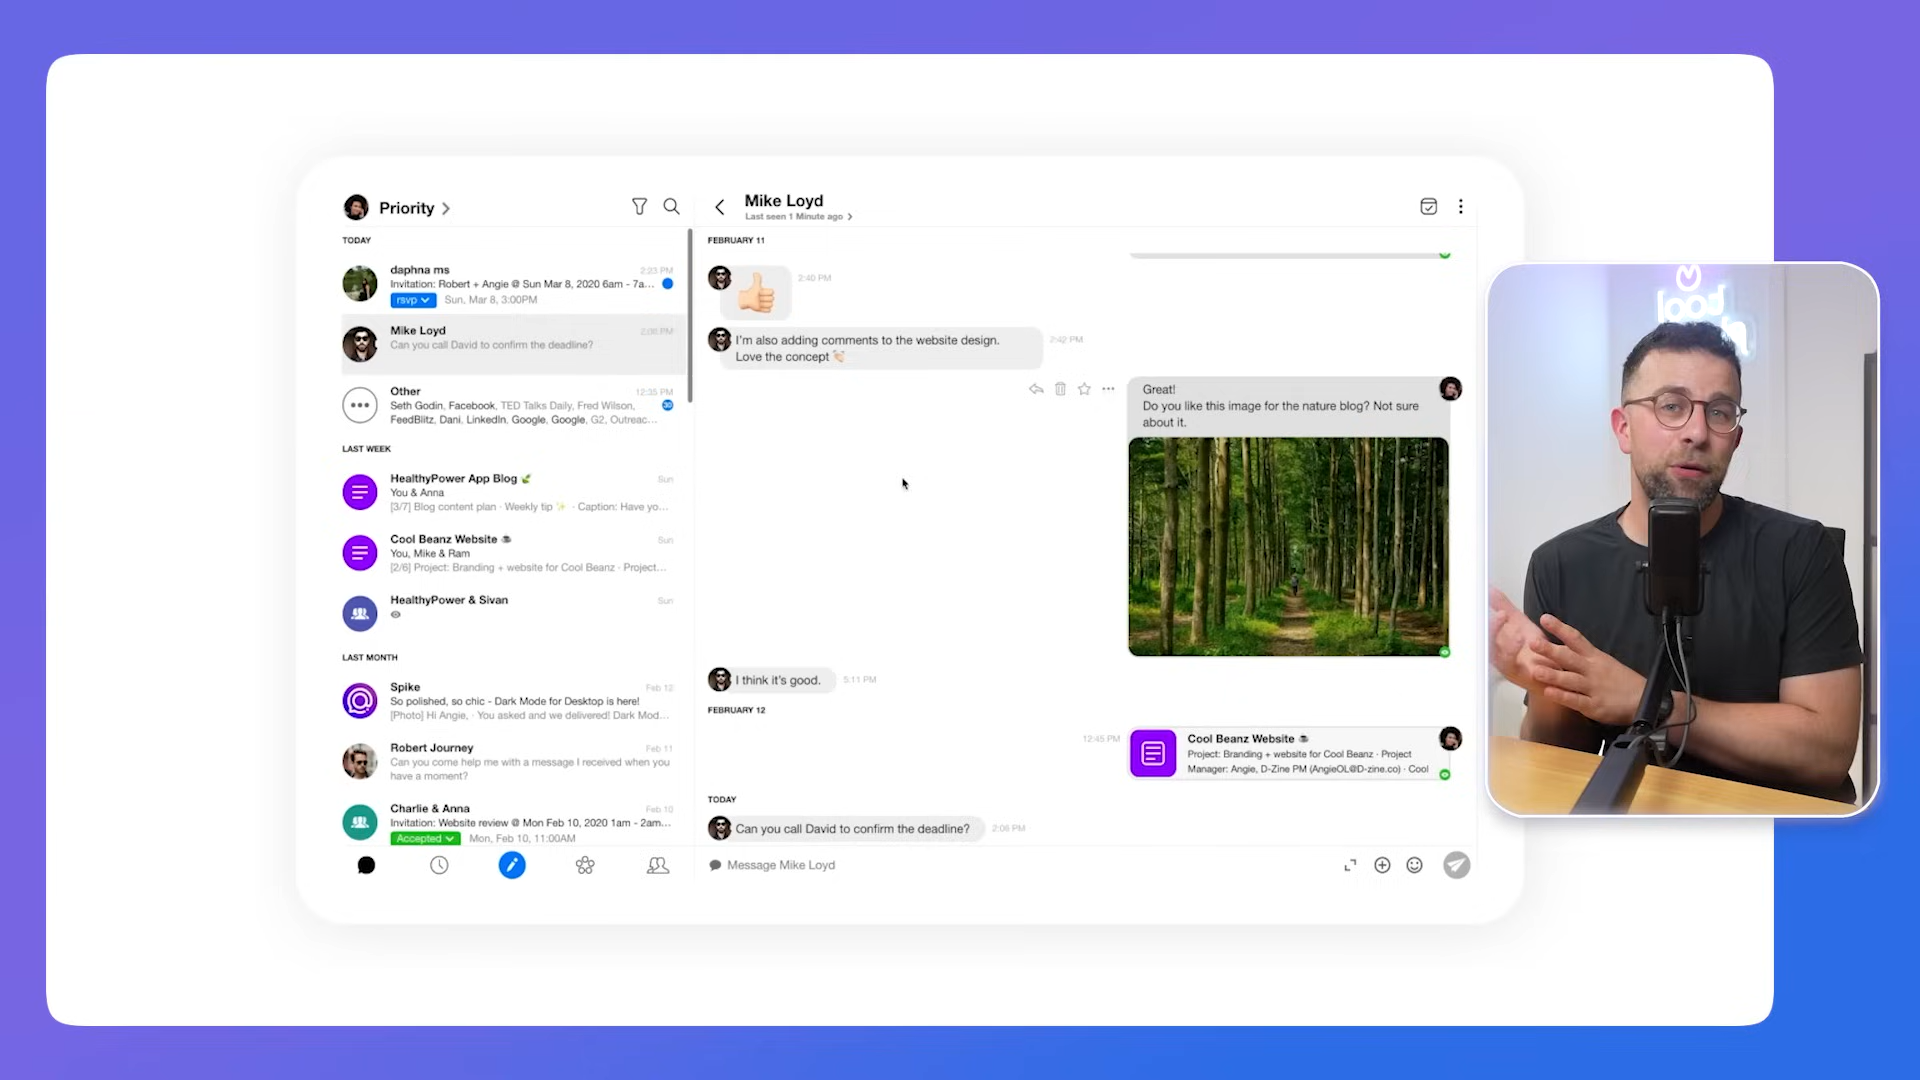 Priority
TODAY
daphna ms
2:23 PM
Invitation: Robert + Angie @ Sun Mar 8, 2020 6am - 7a...
rsvp
Sun, Mar 8, 3:00PM
Mike Loyd
2:08 PM
Can you call David to confirm the deadline?
Other
12:35 PM
Seth Godin, Facebook, TED Talks Daily, Fred Wilson,
30
FeedBlitz, Dani, LinkedIn, Google, Google, G2, Outreac...
LAST WEEK
HealthyPower App Blog
Sun
You & Anna
[3/7] Blog content plan · Weekly tip ✨ · Caption: Have yo...
Cool Beanz Website
Sun
You, Mike & Ram
[2/6] Project: Branding + website for Cool Beanz · Project...
HealthyPower & Sivan
Sun
LAST MONTH
Spike
Feb 12
So polished, so chic - Dark Mode for Desktop is here!
[Photo] Hi Angie, · You asked and we delivered! Dark Mod...
Robert Journey
Feb 11
Can you come help me with a message I received when you
have a moment?
Charlie & Anna
Feb 10
Invitation: Website review @ Mon Feb 10, 2020 1am - 2am...
Accepted
Mon, Feb 10, 11:00AM
Mike Loyd
Last seen 1 Minute ago
FEBRUARY 11
2:40 PM
I'm also adding comments to the website design.
Love the concept
2:42 PM
Great!
Do you like this image for the nature blog? Not sure
about it.
I think it's good.
5:11 PM
FEBRUARY 12
12:45 PM
Cool Beanz Website
Project: Branding + website for Cool Beanz · Project
Manager: Angie, D-Zine PM (AngieOL@D-zine.co) · Cool
TODAY
Can you call David to confirm the deadline?
2:08 PM
Message Mike Loyd